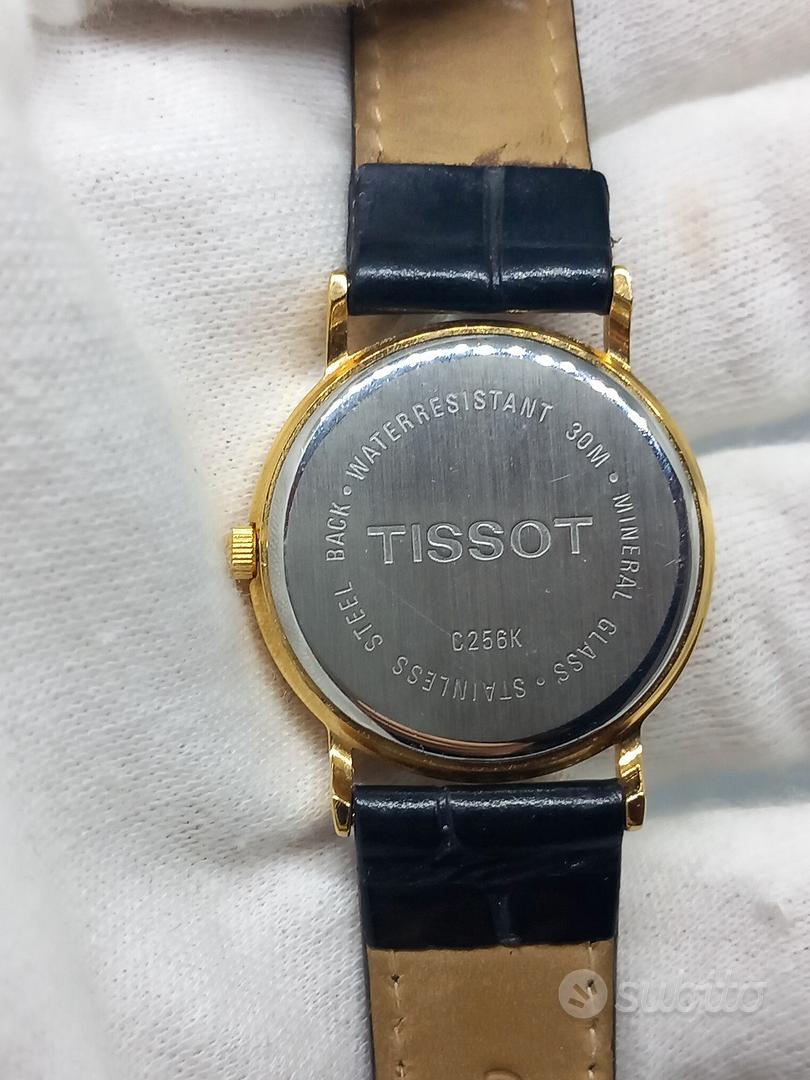 WATERRESISTANT 30M • MINERAL GLASS • STAINLESS STEEL BACK •
TISSOT
C256K
subito